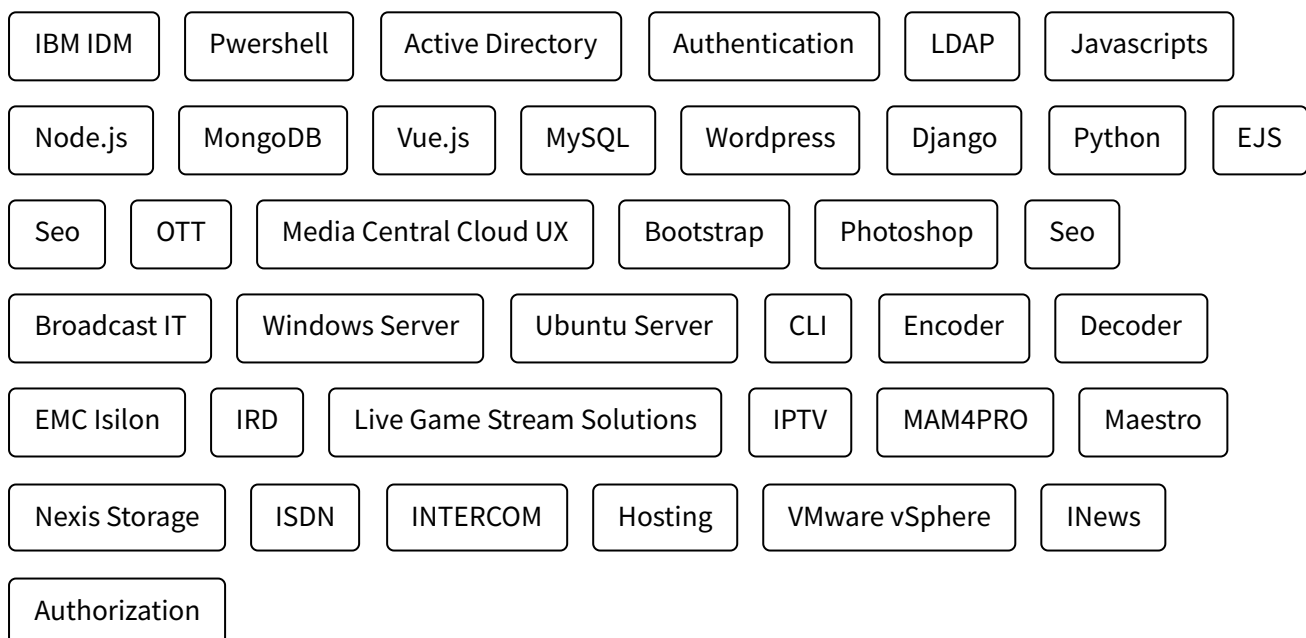 IBM IDM Pwershell Active Directory Authentication LDAP Javascripts
Node.js MongoDB Vue.js MySQL Wordpress Django Python EJS
Seo OTT Media Central Cloud UX Bootstrap Photoshop Seo
Broadcast IT Windows Server Ubuntu Server CLI Encoder Decoder
EMC Isilon IRD Live Game Stream Solutions IPTV MAM4PRO Maestro
Nexis Storage ISDN INTERCOM Hosting VMware vSphere INews
Authorization